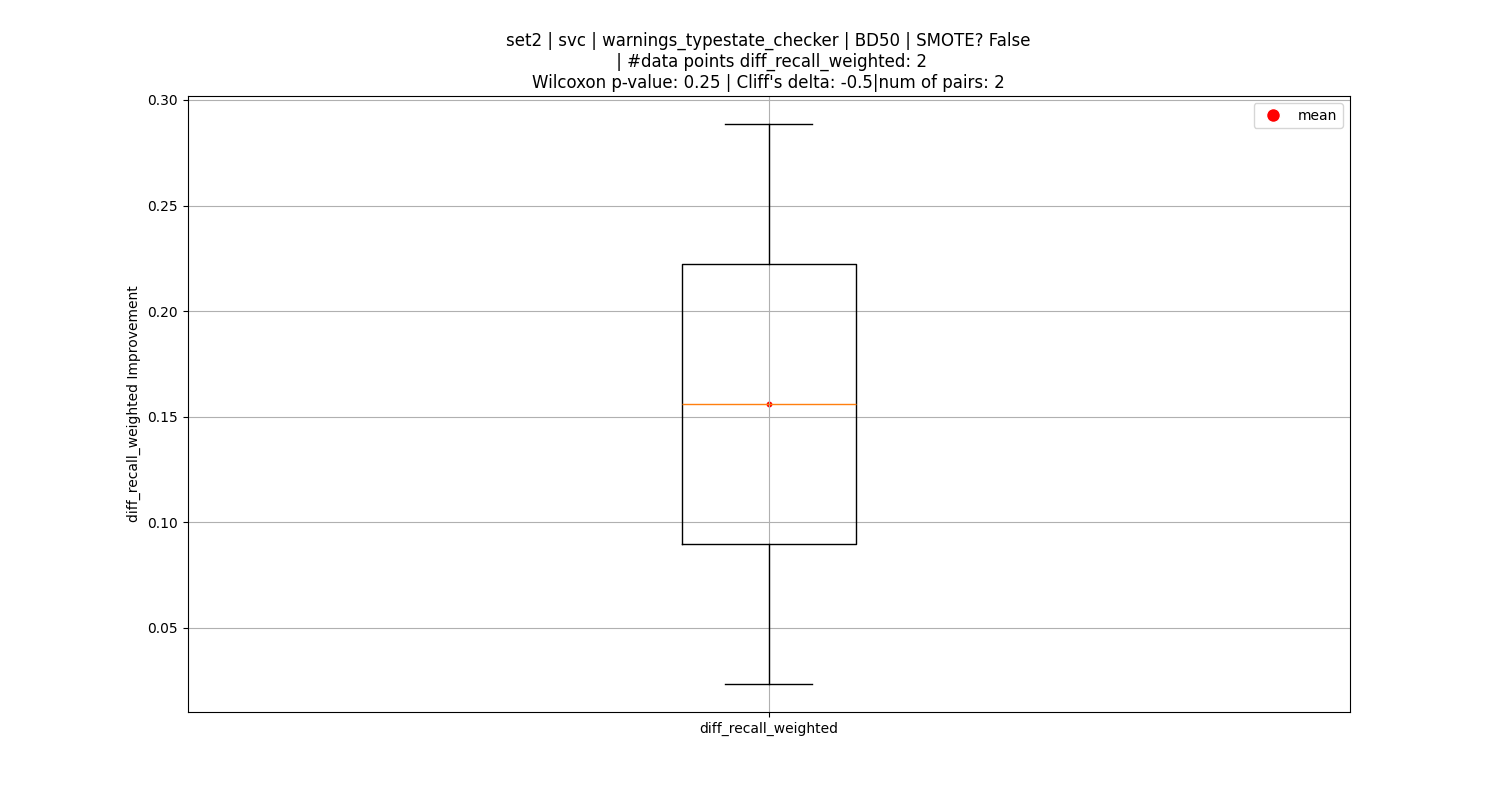 set2 | svc | warnings_typestate_checker | BD50 | SMOTE? False
| #data points diff_recall_weighted: 2
Wilcoxon p-value: 0.25 | Cliff's delta: -0.5|num of pairs: 2
mean
0.30
0.25
0.20
0.15
0.10
0.05
diff_recall_weighted Improvement
diff_recall_weighted